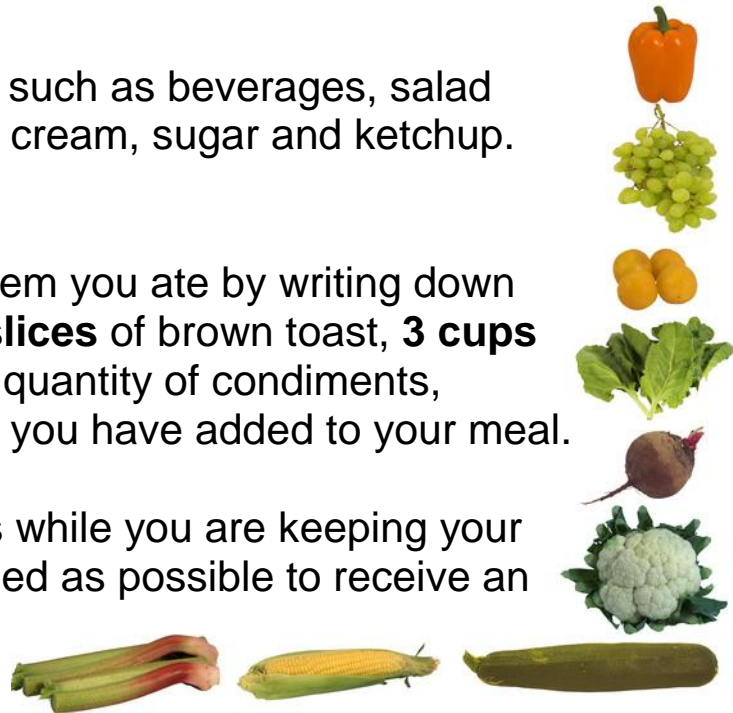 such as beverages, salad
cream, sugar and ketchup.
em you ate by writing down
slices of brown toast, 3 cups
quantity of condiments,
you have added to your meal.
s while you are keeping your
ed as possible to receive an